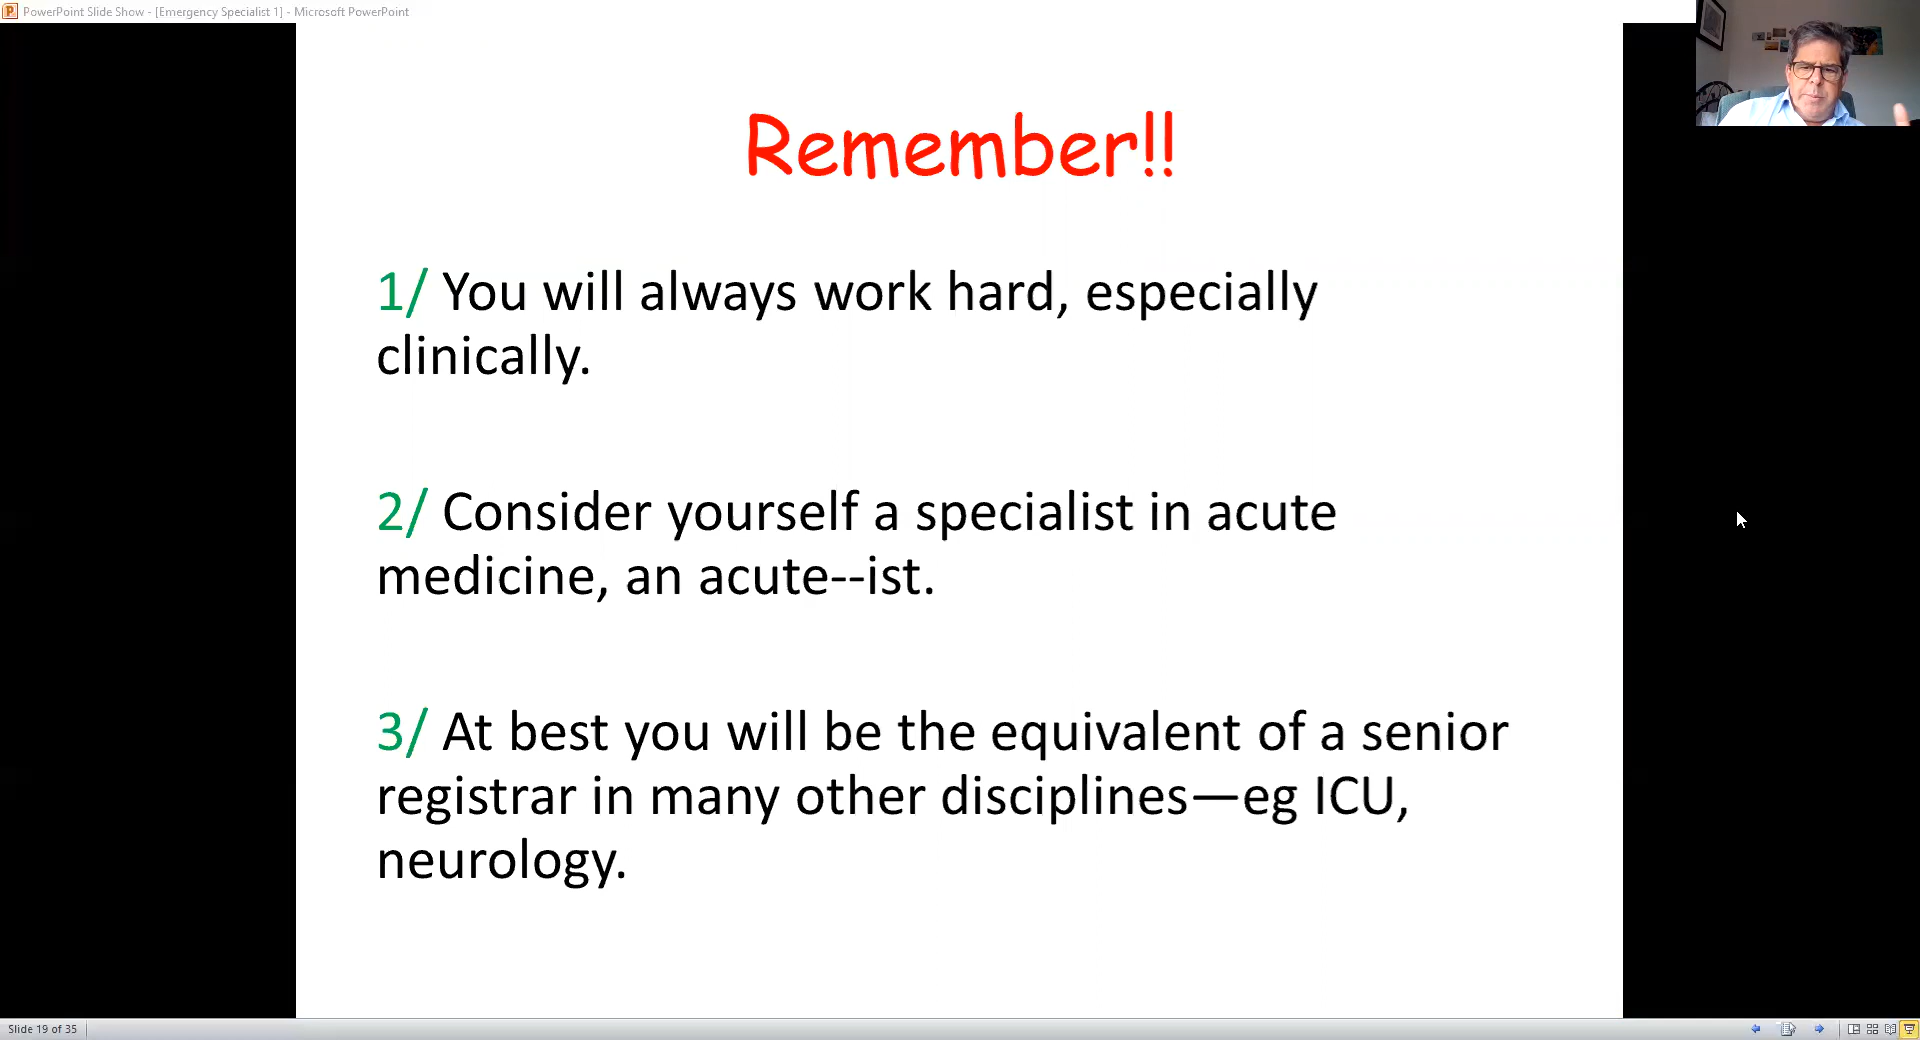 PowerPoint Slide Show - [Emergency Specialist 1] - Microsoft PowerPoint
Remember!!
1/ You will always work hard, especially
clinically.
2/ Consider yourself a specialist in acute
medicine, an acute--ist.
3/ At best you will be the equivalent of a senior
registrar in many other disciplines—eg ICU,
neurology.
Slide 19 of 35